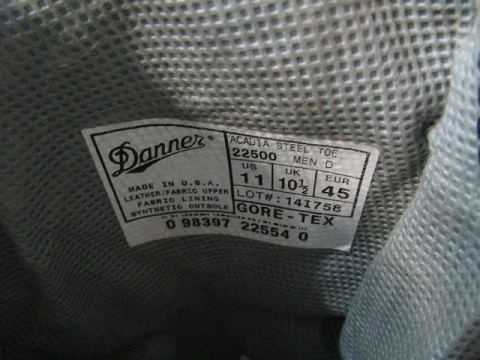 Danner
MADE IN U.S.A.
LEATHER/FABRIC UPPER
FABRIC LINING
SYNTHETIC OUTSOLE
ACADIA STEEL TOE
22500 MEN D
US UK EUR
11 10½ 45
LOT#: 141758
GORE-TEX
0 98397 22554 0